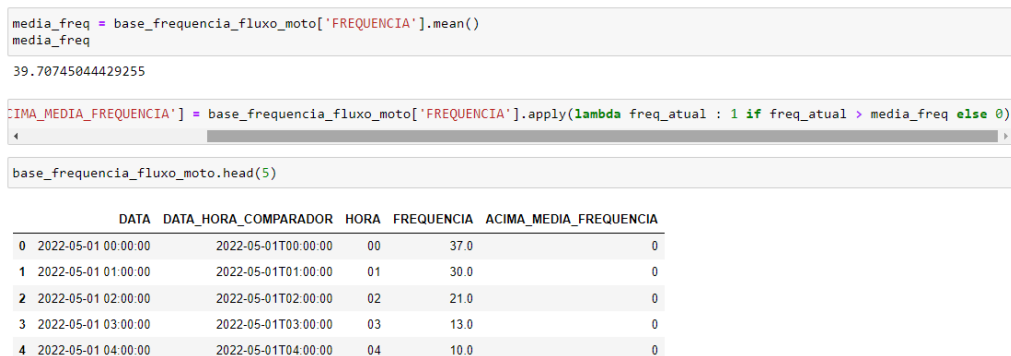 media_freq = base_frequencia_fluxo_moto['FREQUENCIA'].mean()
media_freq
39.70745044429255
CIMA_MEDIA_FREQUENCIA'] = base_frequencia_fluxo_moto['FREQUENCIA'].apply(lambda freq_atual : 1 if freq_atual > media_freq else 0)
base_frequencia_fluxo_moto.head(5)
DATA DATA_HORA_COMPARADOR HORA FREQUENCIA ACIMA_MEDIA_FREQUENCIA
0 2022-05-01 00:00:00 2022-05-01T00:00:00 00 37.0 0
1 2022-05-01 01:00:00 2022-05-01T01:00:00 01 30.0 0
2 2022-05-01 02:00:00 2022-05-01T02:00:00 02 21.0 0
3 2022-05-01 03:00:00 2022-05-01T03:00:00 03 13.0 0
4 2022-05-01 04:00:00 2022-05-01T04:00:00 04 10.0 0